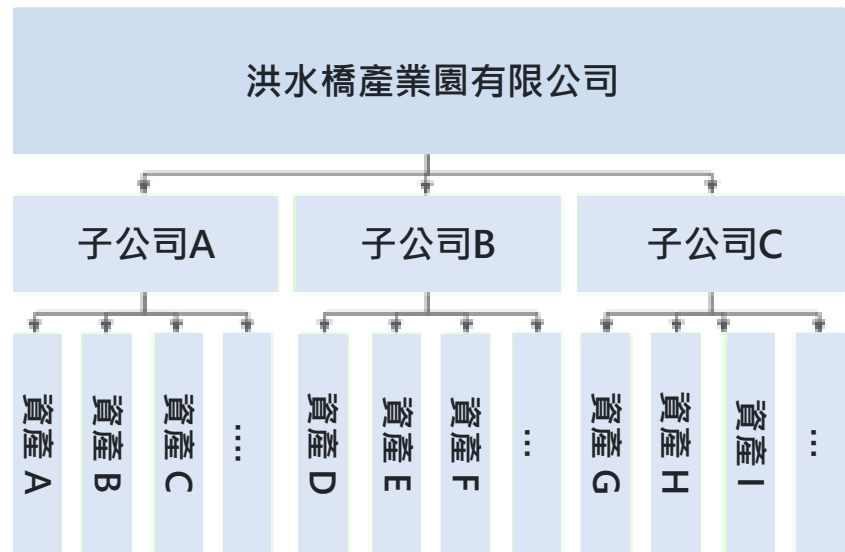 洪水橋產業園有限公司
子公司A
子公司B
子公司C
資產A
資產B
資產C
....
資產D
資產E
資產F
...
資產G
資產H
資產I
...